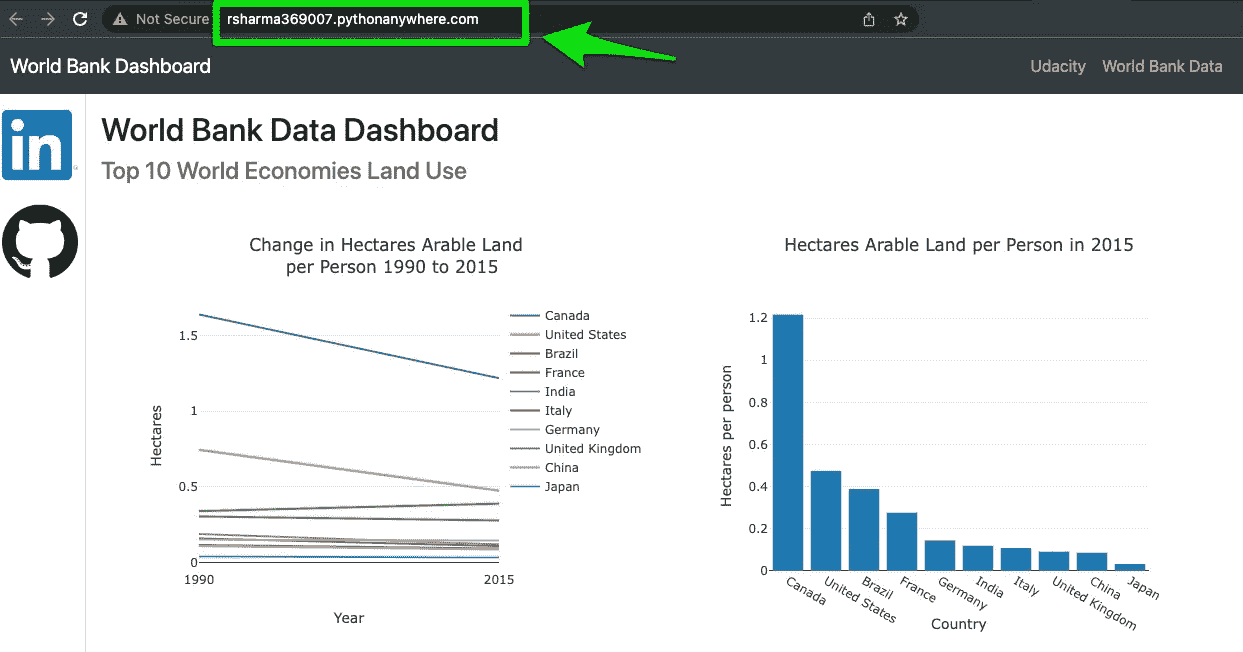 Not Secure rsharma369007.pythonanywhere.com
World Bank Dashboard Udacity World Bank Data
in
World Bank Data Dashboard
Top 10 World Economies Land Use
Change in Hectares Arable Land
per Person 1990 to 2015
1.5
1
0.5
0
Hectares
1990 2015
Year
Canada
United States
Brazil
France
India
Italy
Germany
United Kingdom
China
Japan
Hectares Arable Land per Person in 2015
1.2
1
0.8
0.6
0.4
0.2
0
Hectares per person
Canada
United States
Brazil
France
Germany
India
Italy
United Kingdom
China
Japan
Country